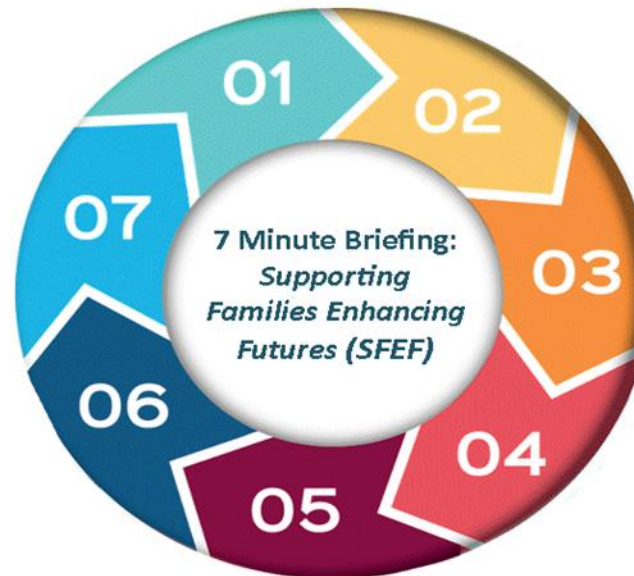 01
02
03
04
05
06
07
7 Minute Briefing:
Supporting
Families Enhancing
Futures (SFEF)